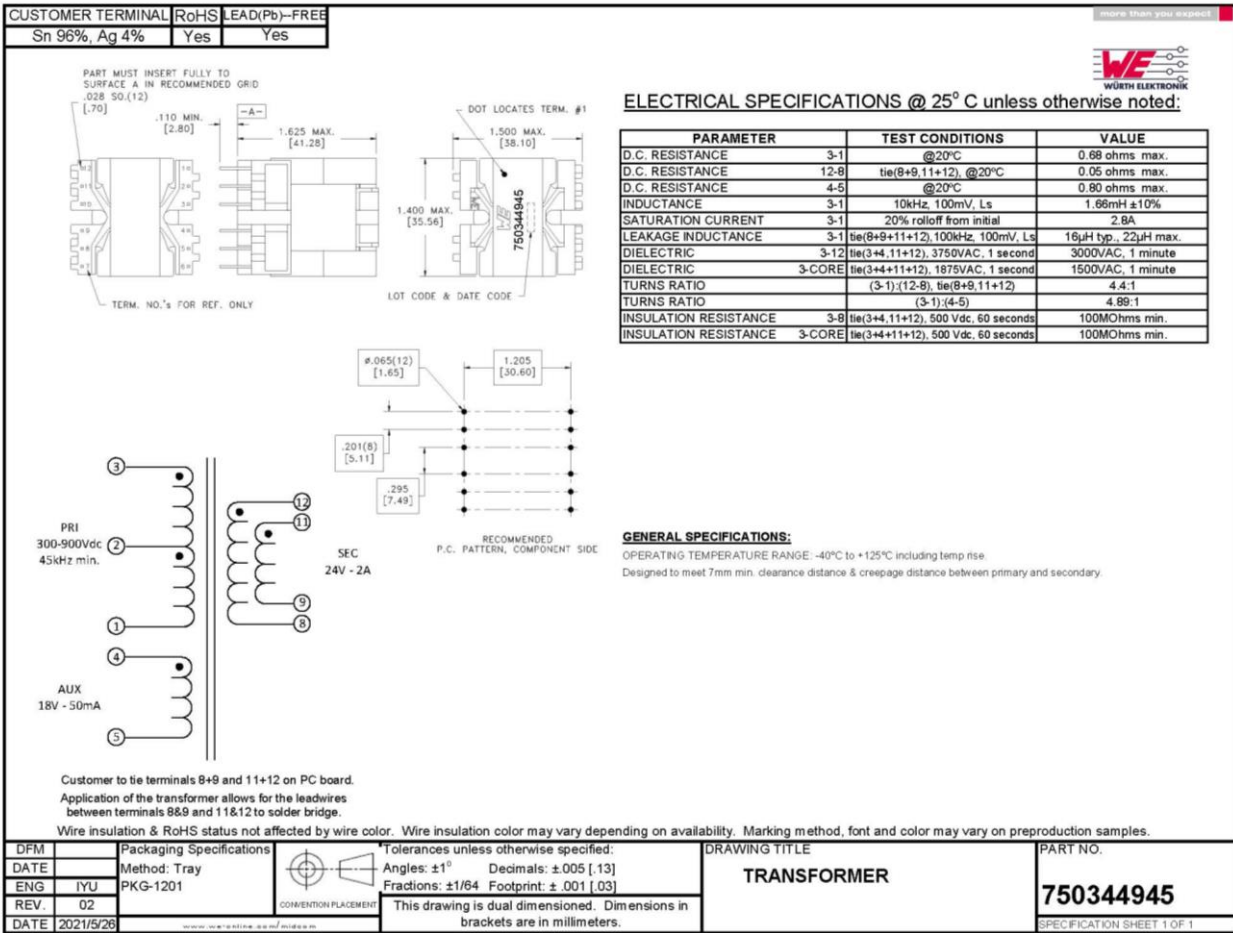 CUSTOMER TERMINAL RoHS LEAD(Pb)--FREE
Sn 96%, Ag 4% Yes Yes
more than you expect
WE
WÜRTH ELEKTRONIK
PART MUST INSERT FULLY TO
SURFACE A IN RECOMMENDED GRID
.028 SQ.(12)
[.70]
.110 MIN.
[2.80]
-A-
1.625 MAX.
[41.28]
DOT LOCATES TERM. #1
1.500 MAX.
[38.10]
1.400 MAX.
[35.56]
WE
750344945
TERM. NO.'s FOR REF. ONLY
LOT CODE & DATE CODE
ELECTRICAL SPECIFICATIONS @ 25° C unless otherwise noted:
PARAMETER TEST CONDITIONS VALUE
D.C. RESISTANCE 3-1 @20°C 0.68 ohms max.
D.C. RESISTANCE 12-8 tie(8+9,11+12), @20°C 0.05 ohms max.
D.C. RESISTANCE 4-5 @20°C 0.80 ohms max.
INDUCTANCE 3-1 10kHz, 100mV, Ls 1.66mH ±10%
SATURATION CURRENT 3-1 20% rolloff from initial 2.8A
LEAKAGE INDUCTANCE 3-1 tie(8+9+11+12),100kHz, 100mV, Ls 16µH typ., 22µH max.
DIELECTRIC 3-12 tie(3+4,11+12), 3750VAC, 1 second 3000VAC, 1 minute
DIELECTRIC 3-CORE tie(3+4+11+12), 1875VAC, 1 second 1500VAC, 1 minute
TURNS RATIO (3-1):(12-8), tie(8+9,11+12) 4.4:1
TURNS RATIO (3-1):(4-5) 4.89:1
INSULATION RESISTANCE 3-8 tie(3+4,11+12), 500 Vdc, 60 seconds 100MOhms min.
INSULATION RESISTANCE 3-CORE tie(3+4+11+12), 500 Vdc, 60 seconds 100MOhms min.
ø.065(12)
[1.65]
1.205
[30.60]
.201(8)
[5.11]
.295
[7.49]
RECOMMENDED
P.C. PATTERN, COMPONENT SIDE
3
PRI
300-900Vdc
45kHz min.
2
1
4
AUX
18V - 50mA
5
12
11
SEC
24V - 2A
9
8
GENERAL SPECIFICATIONS:
OPERATING TEMPERATURE RANGE: -40°C to +125°C including temp rise.
Designed to meet 7mm min. clearance distance & creepage distance between primary and secondary.
Customer to tie terminals 8+9 and 11+12 on PC board.
Application of the transformer allows for the leadwires
between terminals 8&9 and 11&12 to solder bridge.
Wire insulation & RoHS status not affected by wire color. Wire insulation color may vary depending on availability. Marking method, font and color may vary on preproduction samples.
DFM
DATE
ENG IYU
REV. 02
DATE 2021/5/26
Packaging Specifications
Method: Tray
PKG-1201
www.we-online.com/midcom
CONVENTION PLACEMENT
Tolerances unless otherwise specified:
Angles: ±1° Decimals: ±.005 [.13]
Fractions: ±1/64 Footprint: ± .001 [.03]
This drawing is dual dimensioned. Dimensions in
brackets are in millimeters.
DRAWING TITLE
TRANSFORMER
PART NO.
750344945
SPECIFICATION SHEET 1 OF 1